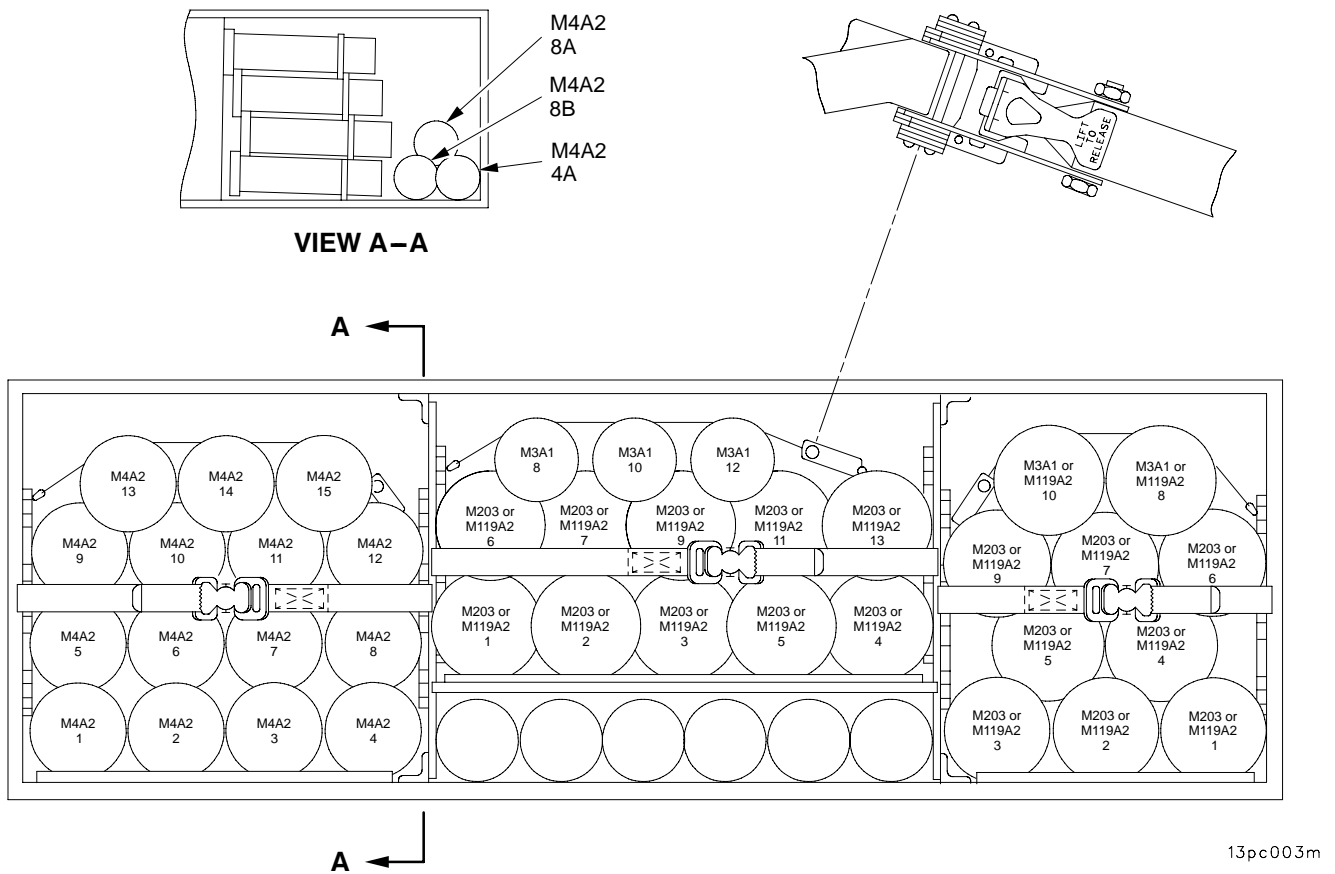 M4A2
8A
M4A2
8B
M4A2
4A
LIFT
TO
RELEASE
VIEW A–A
A
M4A2
13
M4A2
14
M4A2
15
M4A2
9
M4A2
10
M4A2
11
M4A2
12
M4A2
5
M4A2
6
M4A2
7
M4A2
8
M4A2
1
M4A2
2
M4A2
3
M4A2
4
M3A1
8
M3A1
10
M3A1
12
M203 or
M119A2
6
M203 or
M119A2
7
M203 or
M119A2
9
M203 or
M119A2
11
M203 or
M119A2
13
M203 or
M119A2
1
M203 or
M119A2
2
M203 or
M119A2
3
M203 or
M119A2
5
M203 or
M119A2
4
M3A1 or
M119A2
10
M3A1 or
M119A2
8
M203 or
M119A2
9
M203 or
M119A2
7
M203 or
M119A2
6
M203 or
M119A2
5
M203 or
M119A2
4
M203 or
M119A2
3
M203 or
M119A2
2
M203 or
M119A2
1
A
13pc003m